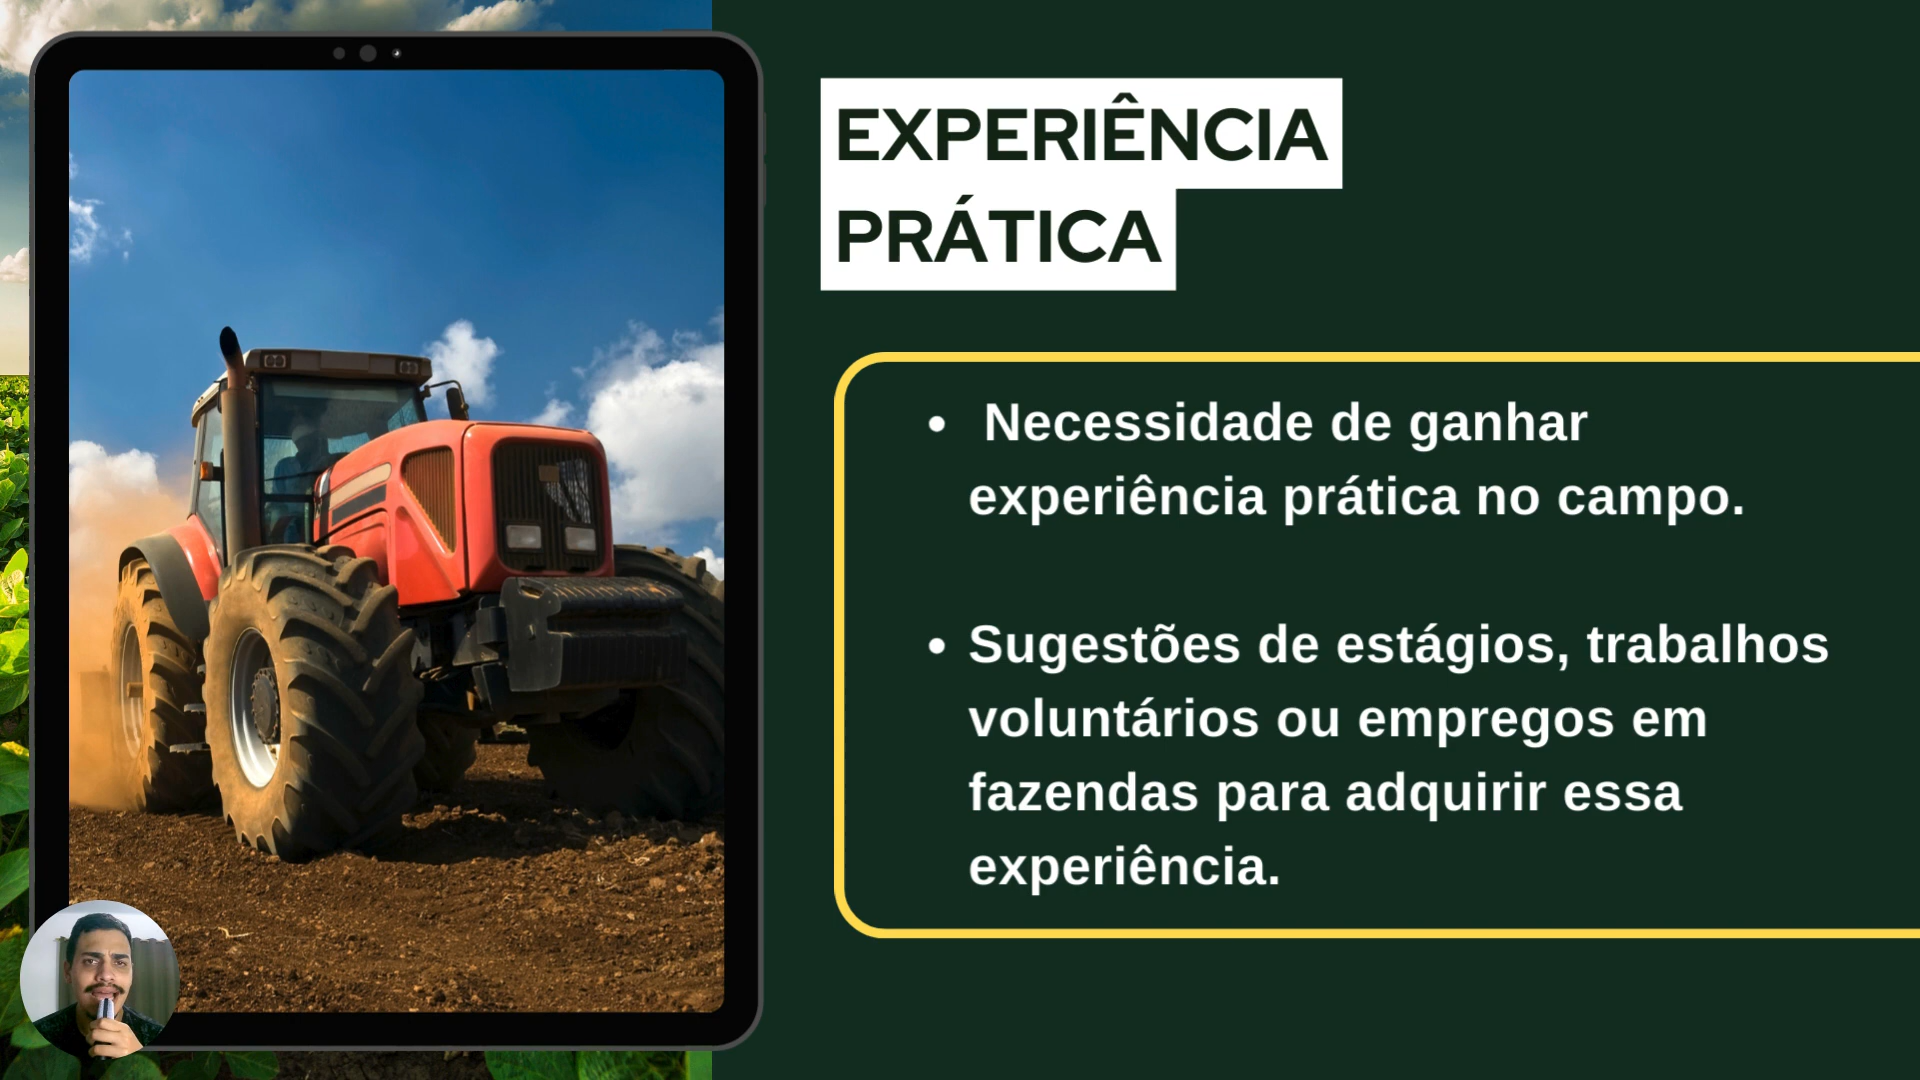 EXPERIÊNCIA
PRÁTICA
• Necessidade de ganhar
experiência prática no campo.
• Sugestões de estágios, trabalhos
voluntários ou empregos em
fazendas para adquirir essa
experiência.